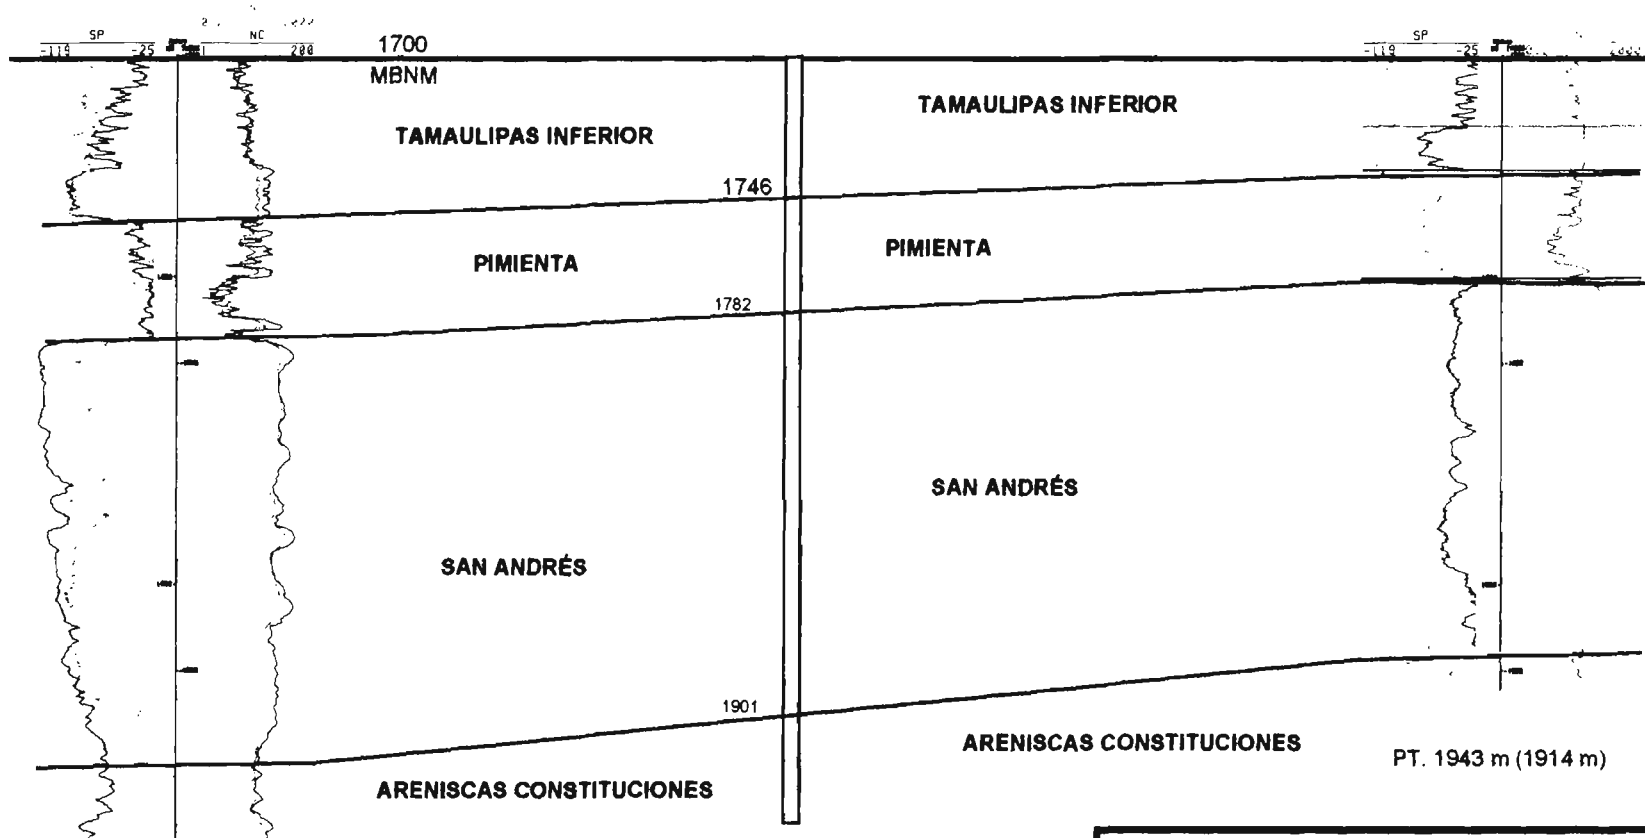 SP
NC
1700
SP
-119
-25
200
-119
-25
2000
MBNM
TAMAULIPAS INFERIOR
TAMAULIPAS INFERIOR
1746
PIMIENTA
PIMIENTA
1782
SAN ANDRÉS
SAN ANDRÉS
1901
ARENISCAS CONSTITUCIONES
PT. 1943 m (1914 m)
ARENISCAS CONSTITUCIONES